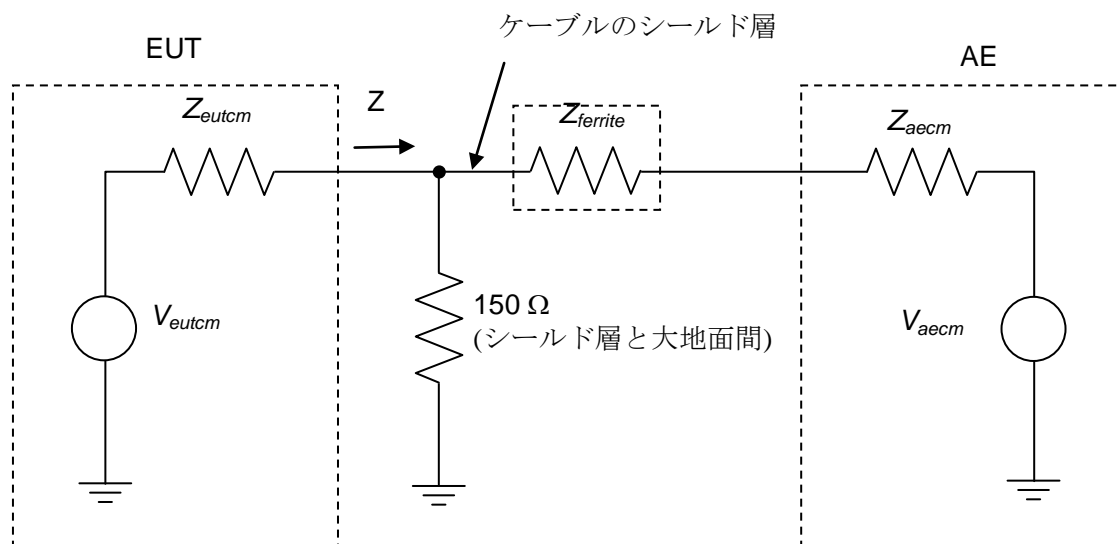 ケーブルのシールド層
EUT
AE
Zeutcm
Z
Zferrite
Zaecm
Veutcm
150 Ω
(シールド層と大地面間)
Vaecm